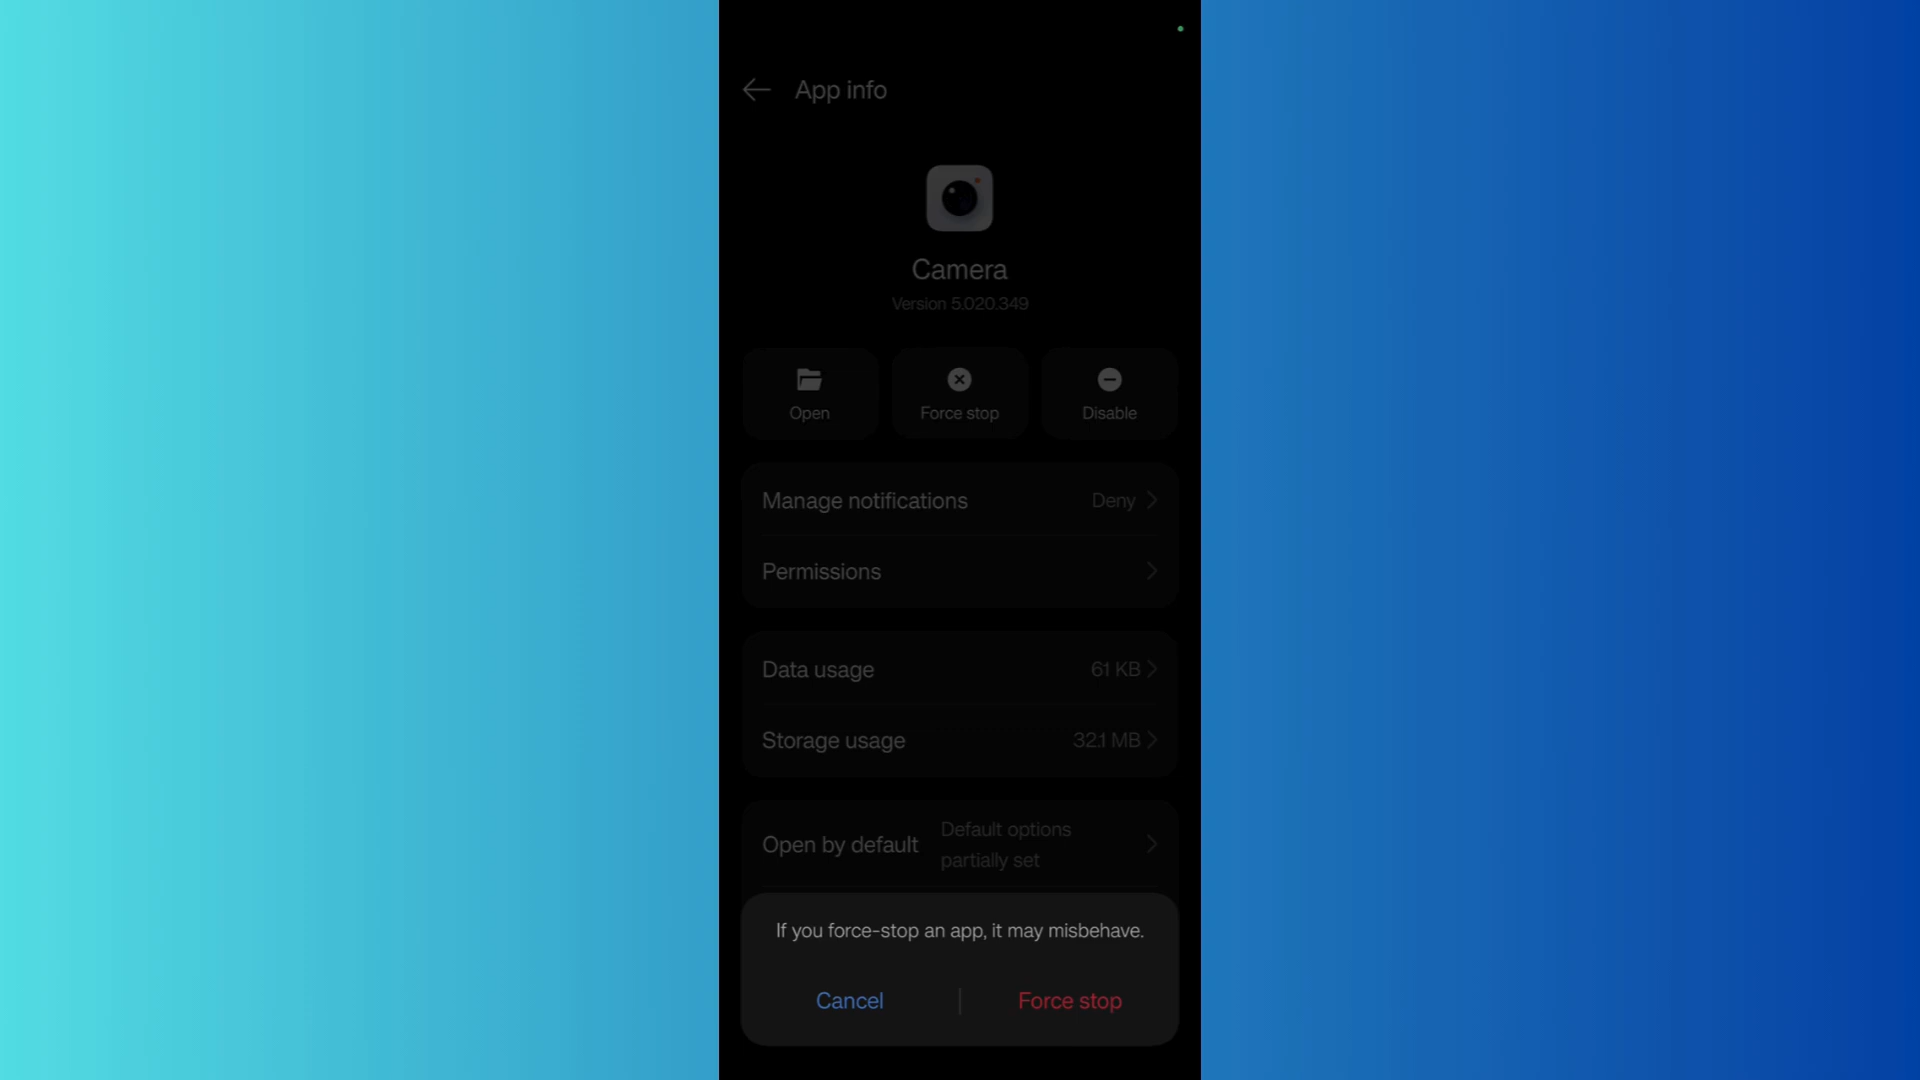 App info
Camera
Version 5.020.349
Open
Force stop
Disable
Manage notifications Deny
Permissions
Data usage 61 KB
Storage usage 32.1 MB
Open by default Default options
partially set
If you force-stop an app, it may misbehave.
Cancel Force stop